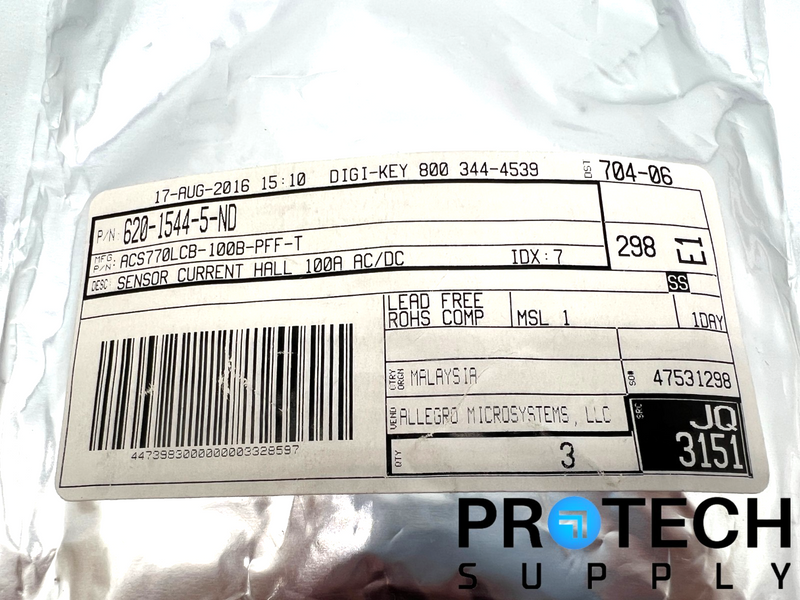 17-AUG-2016 15:10 DIGI-KEY 800 344-4539 DST 704-06
P/N: 620-1544-5-ND
MFG P/N: ACS770LCB-100B-PFF-T
298 E1
DESC: SENSOR CURRENT HALL 100A AC/DC IDX: 7
SS
LEAD FREE
ROHS COMP MSL 1 1DAY
CTRY ORGN MALAYSIA SO# 47531298
VEND ALLEGRO MICROSYSTEMS, LLC SRC JQ
QTY 3 3151
PROTECH
SUPPLY